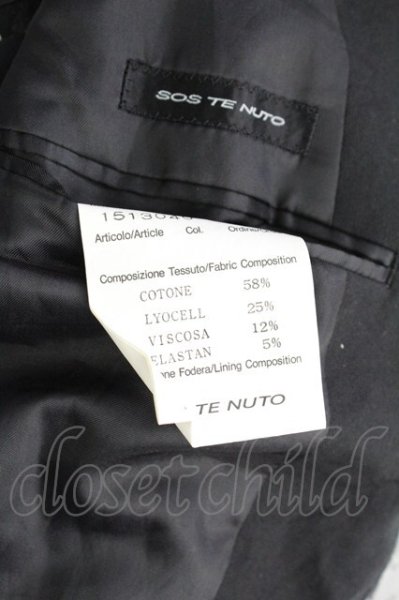 SOS TE NUTO
Articolo/Article Col.
Composizione Tessuto/Fabric Composition
COTONE 58%
LYOCELL 25%
VISCOSA 12%
ELASTAN 5%
Fodera/Lining Composition
TE NUTO
closet child